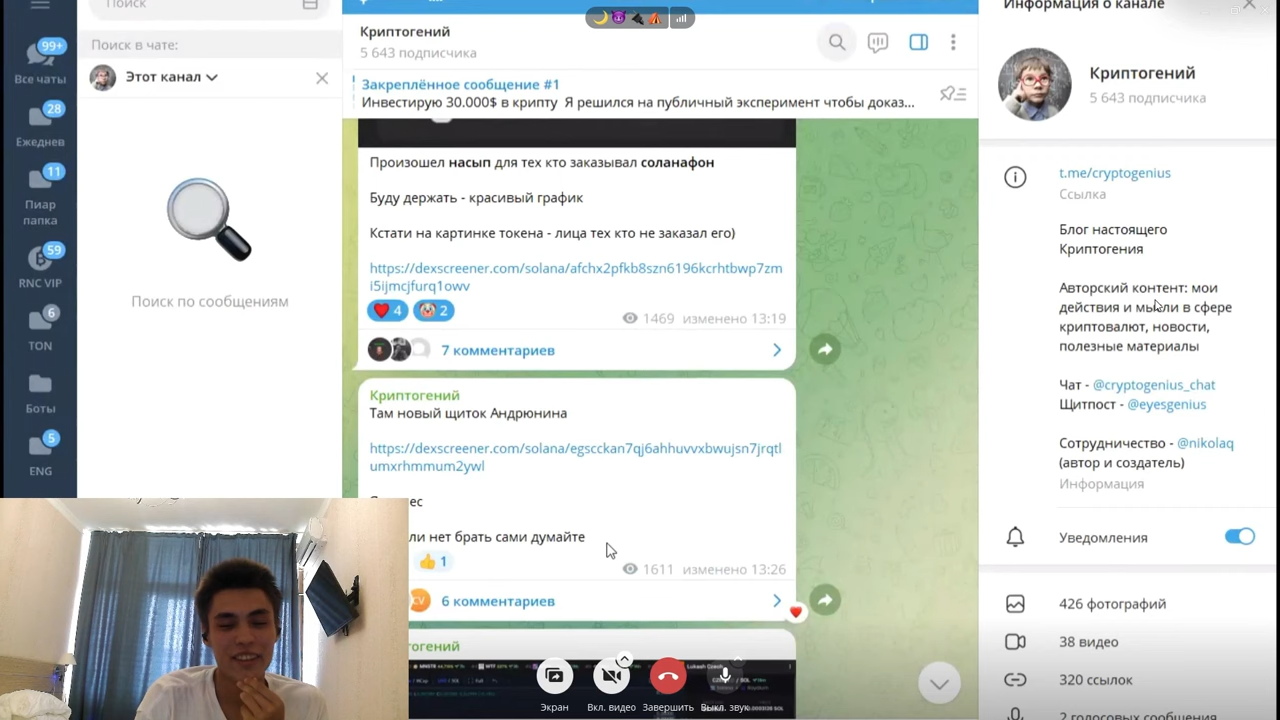 Поиск
99+
Все чаты
28
Ежеднев
11
Пиар
папка
59
RNC VIP
6
TON
Боты
5
ENG
Поиск в чате:
Этот канал
Поиск по сообщениям
Криптогений
5 643 подписчика
Закреплённое сообщение #1
Инвестирую 30.000$ в крипту Я решился на публичный эксперимент чтобы доказ...
Произошел насып для тех кто заказывал соланафон
Буду держать - красивый график
Кстати на картинке токена - лица тех кто не заказал его)
https://dexscreener.com/solana/afchx2pfkb8szn6196kcrhtbwp7zm
i5ijmcjfurq1owv
4
2
1469 изменено 13:19
7 комментариев
Криптогений
Там новый щиток Андрюнина
https://dexscreener.com/solana/egscckan7qj6ahhuvvxbwujsn7jrqtl
umxrhmmum2ywl
нет брать сами думайте
1
1611 изменено 13:26
6 комментариев
Экран
Вкл. видео
Завершить
Выкл. звук
Информация о канале
Криптогений
5 643 подписчика
t.me/cryptogenius
Ссылка
Блог настоящего
Криптогения
Авторский контент: мои
действия и мысли в сфере
криптовалют, новости,
полезные материалы
Чат - @cryptogenius_chat
Щитпост - @eyesgenius
Сотрудничество - @nikolaq
(автор и создатель)
Информация
Уведомления
426 фотографий
38 видео
320 ссылок
2 голосовых сообщения